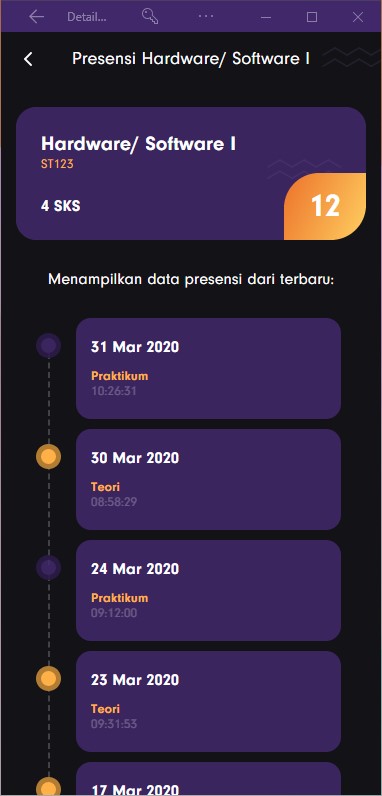 Detail...
Presensi Hardware/ Software I
Hardware/ Software I
ST123
4 SKS
12
Menampilkan data presensi dari terbaru:
31 Mar 2020
Praktikum
10:26:31
30 Mar 2020
Teori
08:58:29
24 Mar 2020
Praktikum
09:12:00
23 Mar 2020
Teori
09:31:53
17 Mar 2020